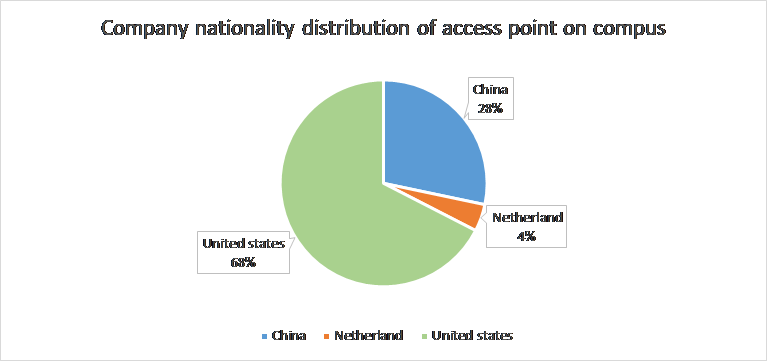 Company nationality distribution of access point on compus
China
28%
Netherland
4%
United states
68%
China
Netherland
United states